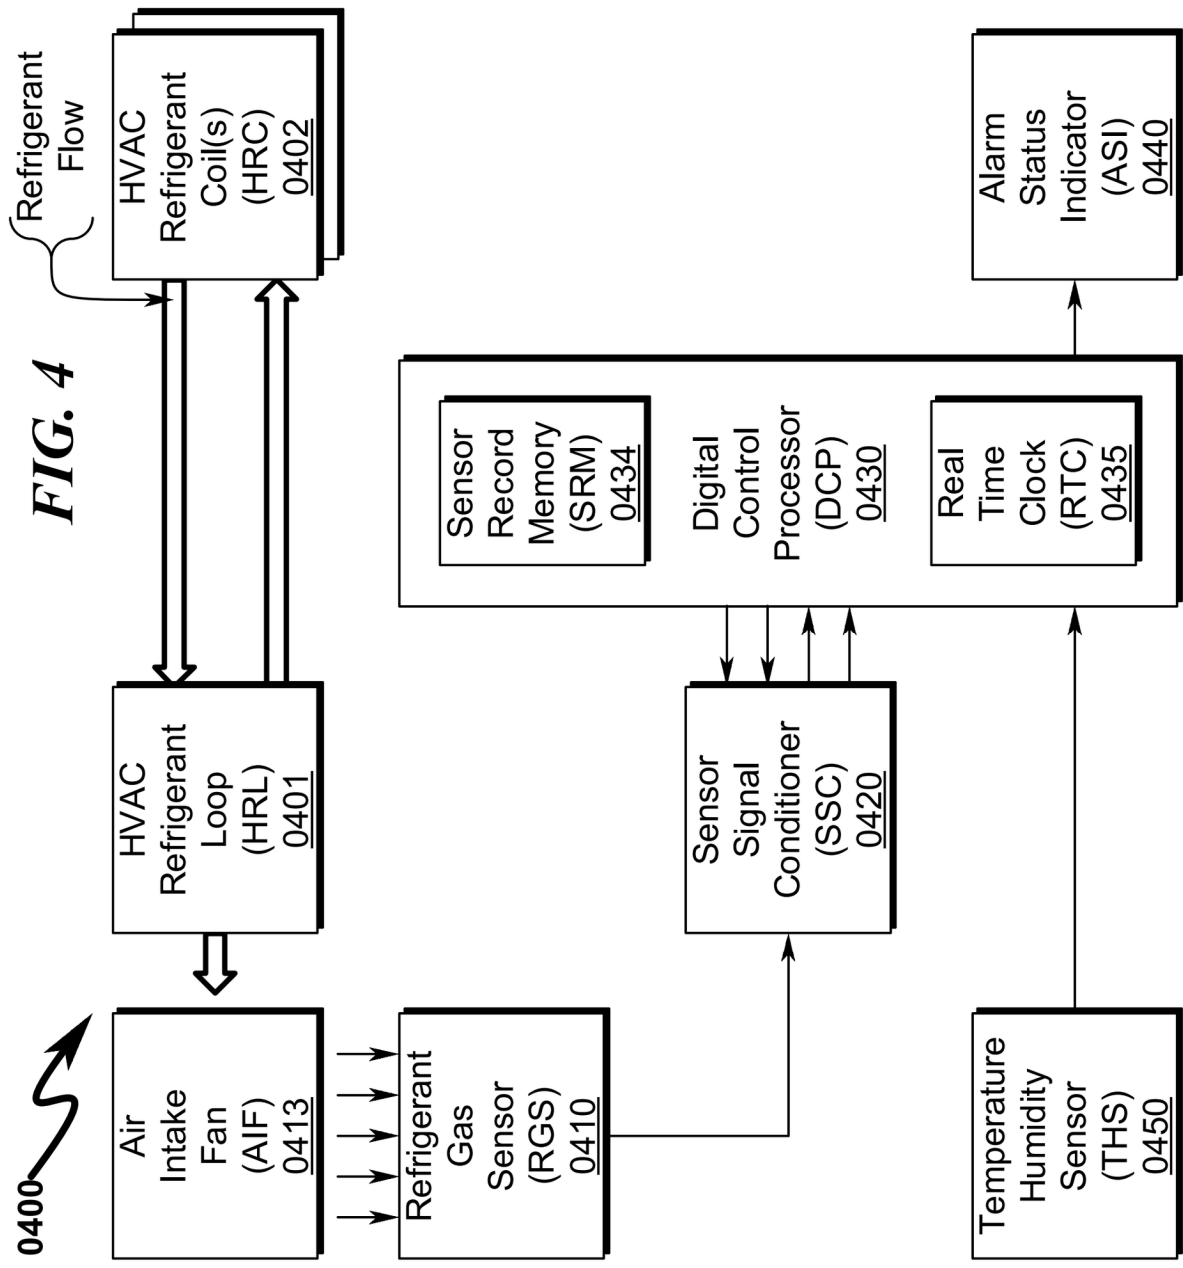 FIG. 4
0400
Air
Intake
Fan
(AIF)
0413
HVAC
Refrigerant
Loop
(HRL)
0401
Refrigerant
Flow
HVAC
Refrigerant
Coil(s)
(HRC)
0402
Refrigerant
Gas
Sensor
(RGS)
0410
Sensor
Signal
Conditioner
(SSC)
0420
Sensor
Record
Memory
(SRM)
0434
Digital
Control
Processor
(DCP)
0430
Real
Time
Clock
(RTC)
0435
Temperature
Humidity
Sensor
(THS)
0450
Alarm
Status
Indicator
(ASI)
0440